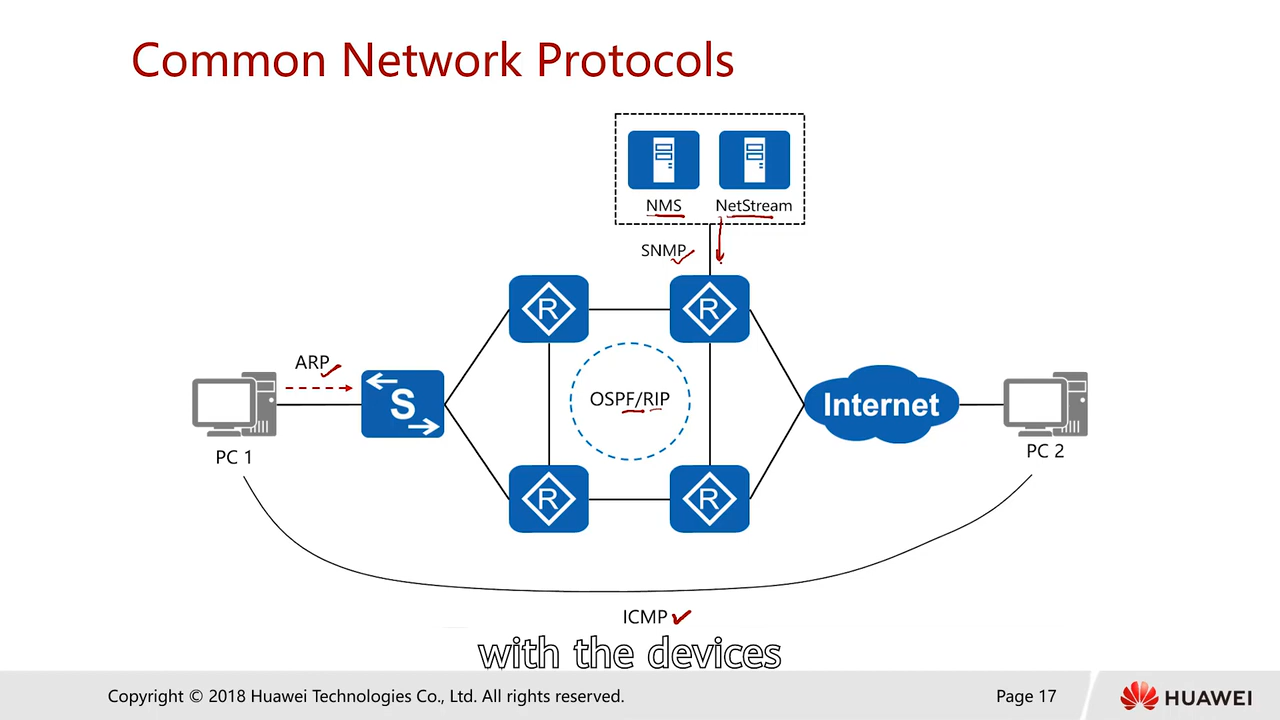 Common Network Protocols
NMS
NetStream
SNMP
R
R
ARP
S
OSPF/RIP
Internet
PC 1
PC 2
R
R
ICMP
with the devices
Copyright © 2018 Huawei Technologies Co., Ltd. All rights reserved.
Page 17
HUAWEI